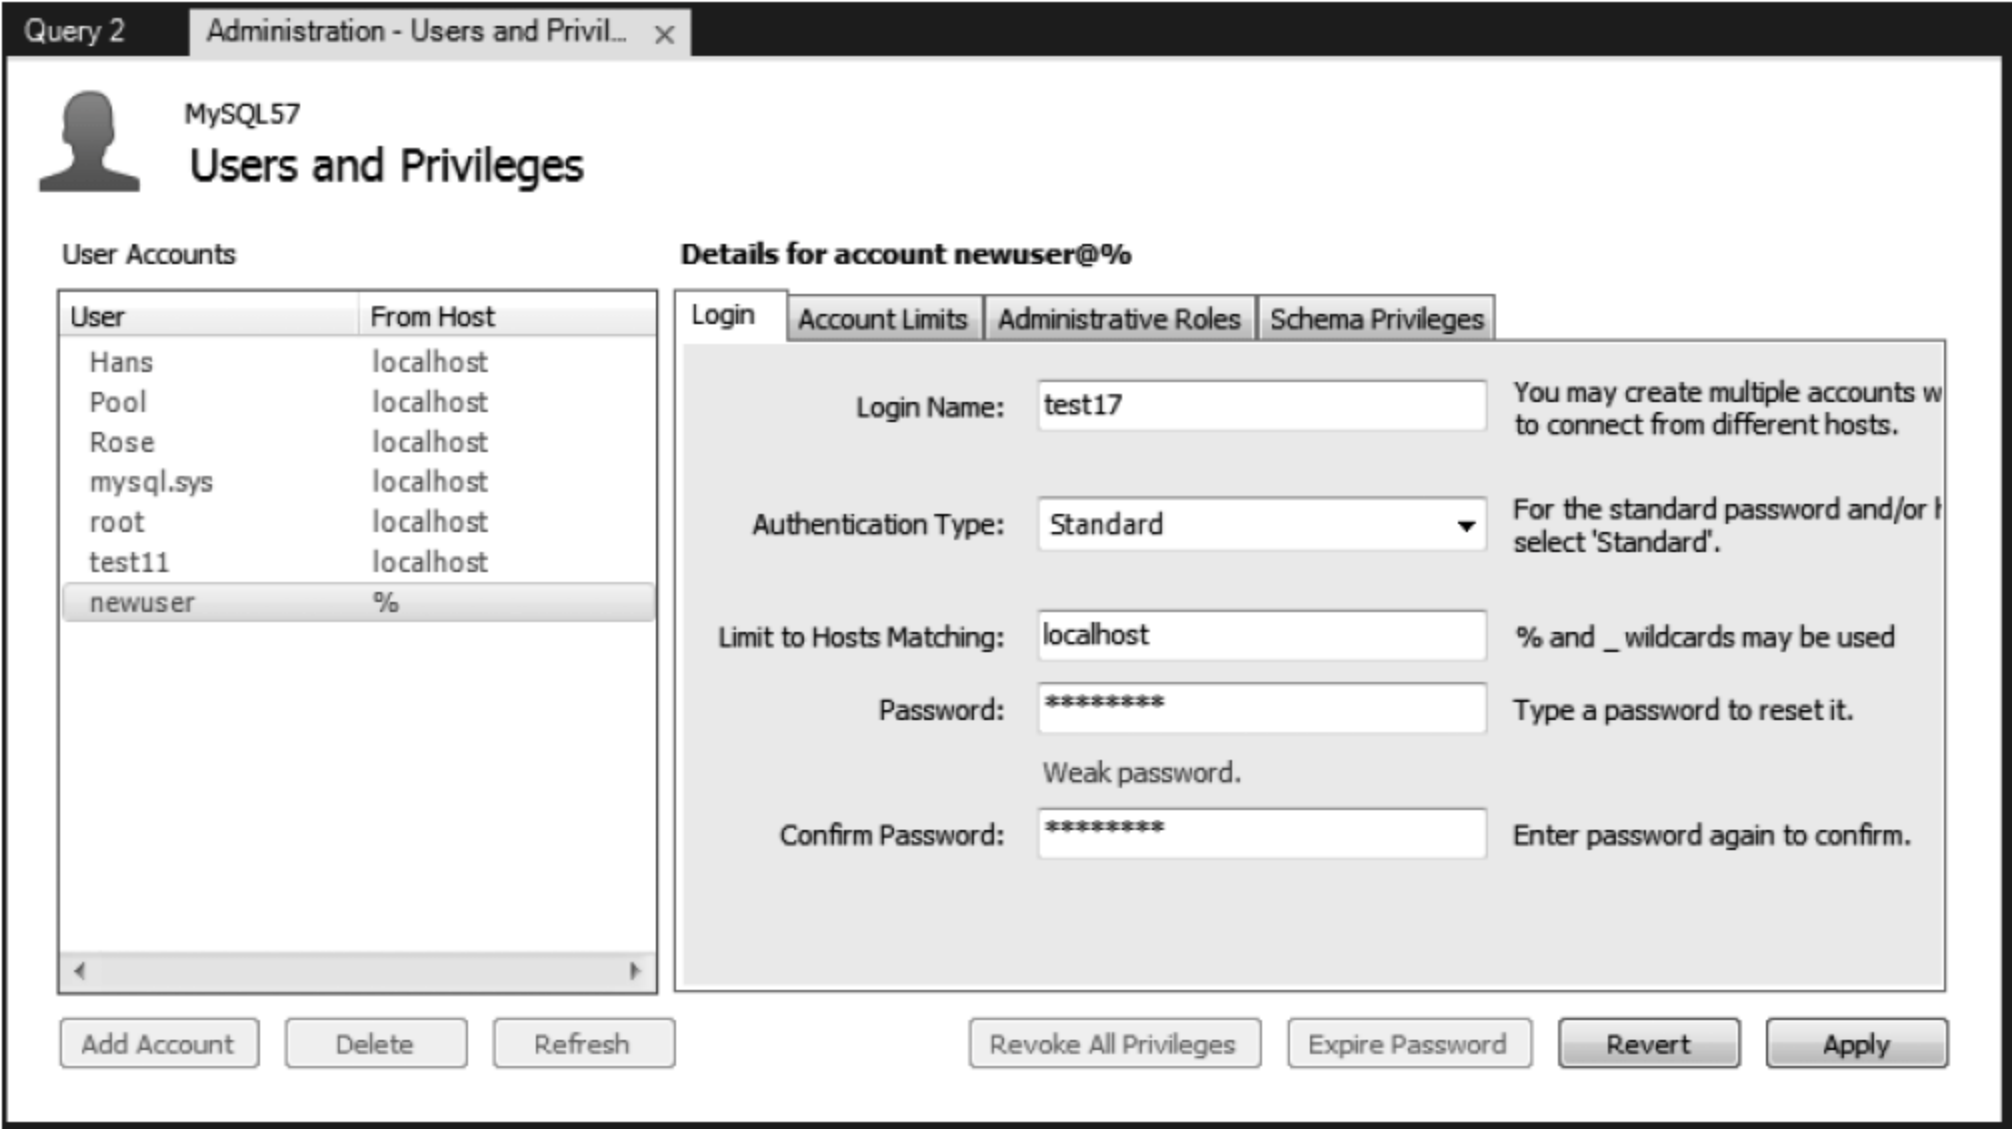 Query 2
Administration - Users and Privil...
MySQL57
Users and Privileges
User Accounts
User From Host
Hans localhost
Pool localhost
Rose localhost
mysql.sys localhost
root localhost
test11 localhost
newuser %
Add Account Delete Refresh
Details for account newuser@%
Login Account Limits Administrative Roles Schema Privileges
Login Name: test17
You may create multiple accounts w
to connect from different hosts.
Authentication Type: Standard
For the standard password and/or
select 'Standard'.
Limit to Hosts Matching: localhost % and _ wildcards may be used
Password: ******** Type a password to reset it.
Weak password.
Confirm Password: ******** Enter password again to confirm.
Revoke All Privileges Expire Password Revert Apply